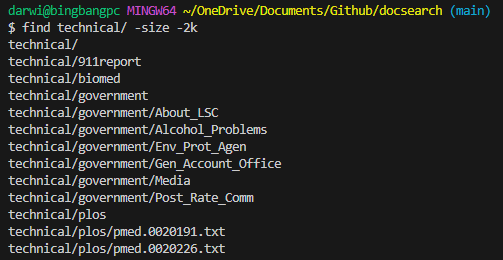 darwi@bingbangpc MINGW64 ~/OneDrive/Documents/Github/docsearch (main)
$ find technical/ -size -2k
technical/
technical/911report
technical/biomed
technical/government
technical/government/About_LSC
technical/government/Alcohol_Problems
technical/government/Env_Prot_Agen
technical/government/Gen_Account_Office
technical/government/Media
technical/government/Post_Rate_Comm
technical/plos
technical/plos/pmed.0020191.txt
technical/plos/pmed.0020226.txt